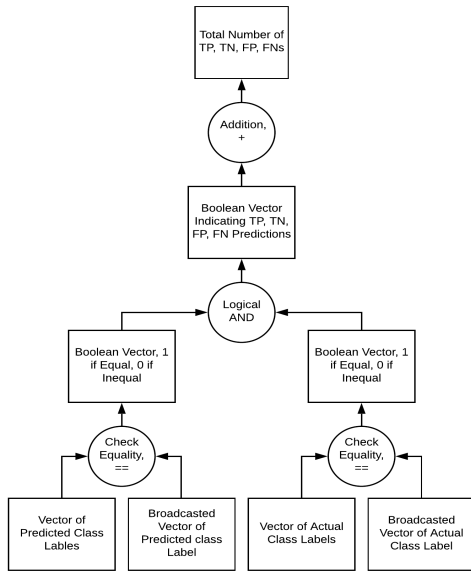 Total Number of
TP, TN, FP, FNs
Addition,
+
Boolean Vector
Indicating TP, TN,
FP, FN Predictions
Logical
AND
Boolean Vector, 1
if Equal, 0 if
Inequal
Boolean Vector, 1
if Equal, 0 if
Inequal
Check
Equality,
==
Check
Equality,
==
Vector of
Predicted Class
Lables
Broadcasted
Vector of
Predicted class
Label
Vector of Actual
Class Labels
Broadcasted
Vector of Actual
Class Label